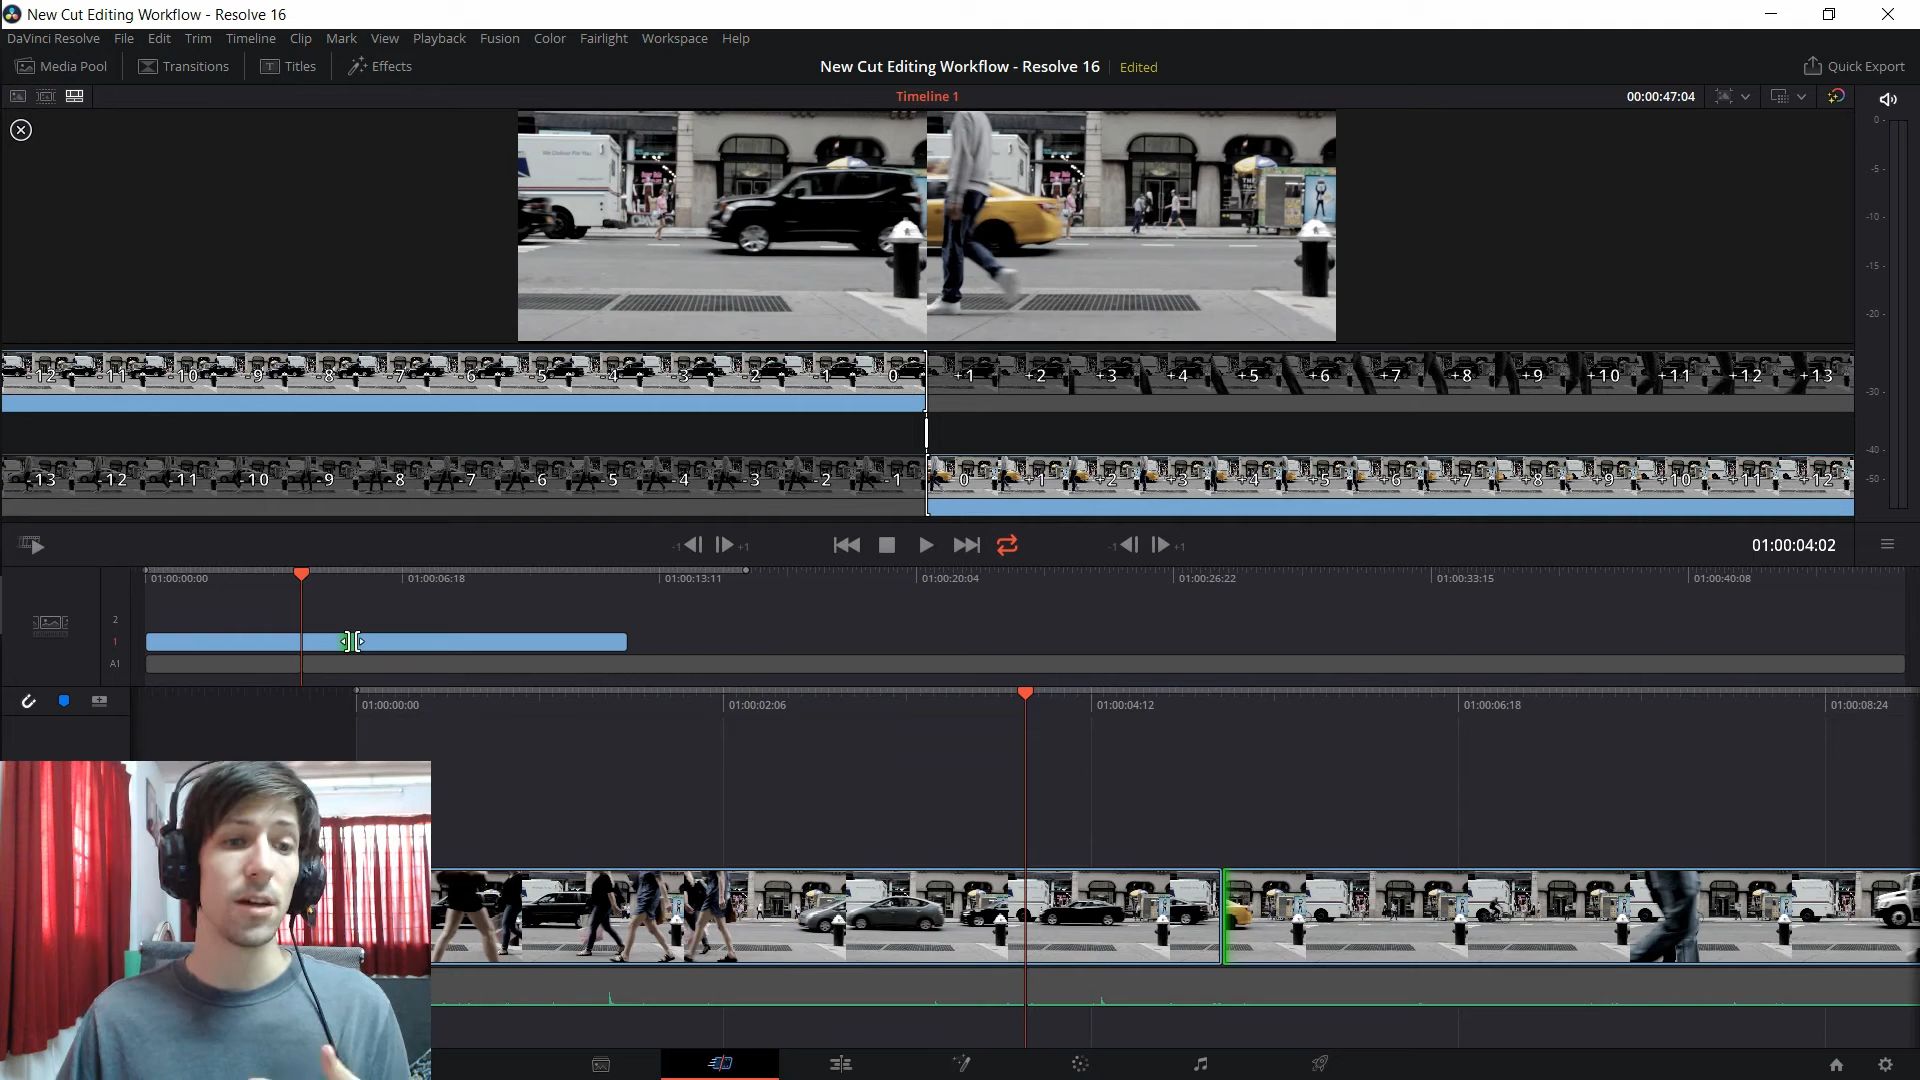 New Cut Editing Workflow - Resolve 16
DaVinci Resolve File Edit Trim Timeline Clip Mark View Playback Fusion Color Fairlight Workspace Help
Media Pool Transitions Titles Effects New Cut Editing Workflow - Resolve 16 Edited Quick Export
Timeline 1 00:00:47:04
0-
-5-
-10-
-15-
-20-
-30-
-40-
-50-
-12 -11 -10 -9 -8 -7 -6 -5 -4 -3 -2 -1 0 +1 +2 +3 +4 +5 +6 +7 +8 +9 +10 +11 +12 +13
-13 -12 -11 -10 -9 -8 -7 -6 -5 -4 -3 -2 -1 0 +1 +2 +3 +4 +5 +6 +7 +8 +9 +10 +11 +12
-1 +1 -1 +1 01:00:04:02
01:00:00:00 01:00:06:18 01:00:13:11 01:00:20:04 01:00:26:22 01:00:33:15 01:00:40:08
2
1
A1
01:00:00:00 01:00:02:06 01:00:04:12 01:00:06:18 01:00:08:24